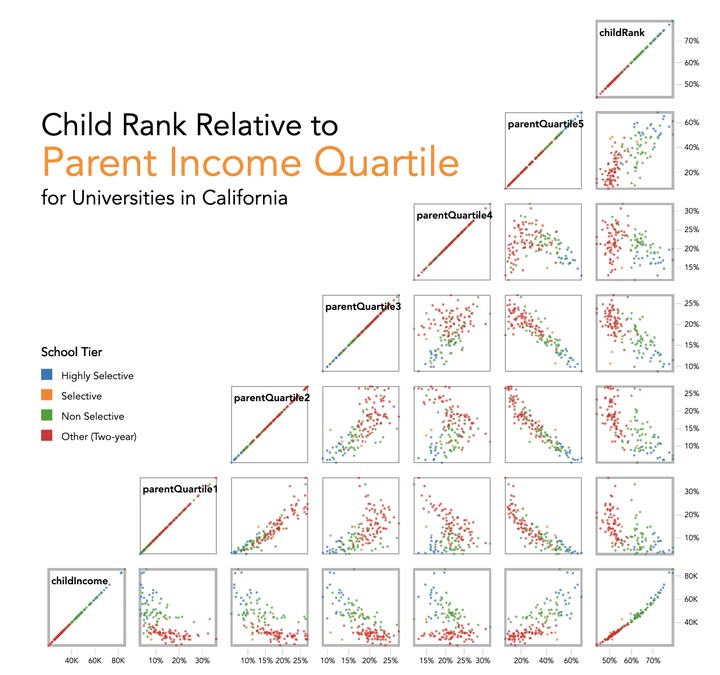 childRank
70%
60%
50%
Child Rank Relative to
Parent Income Quartile
for Universities in California
parentQuartile5
60%
40%
20%
parentQuartile4
30%
25%
20%
15%
parentQuartile3
25%
20%
15%
10%
School Tier
Highly Selective
Selective
Non Selective
Other (Two-year)
parentQuartile2
25%
20%
15%
10%
parentQuartile1
30%
20%
10%
childIncome
80K
60K
40K
40K 60K 80K 10% 20% 30% 10% 15% 20% 25% 10% 15% 20% 25% 15% 20% 25% 30% 20% 40% 60% 50% 60% 70%